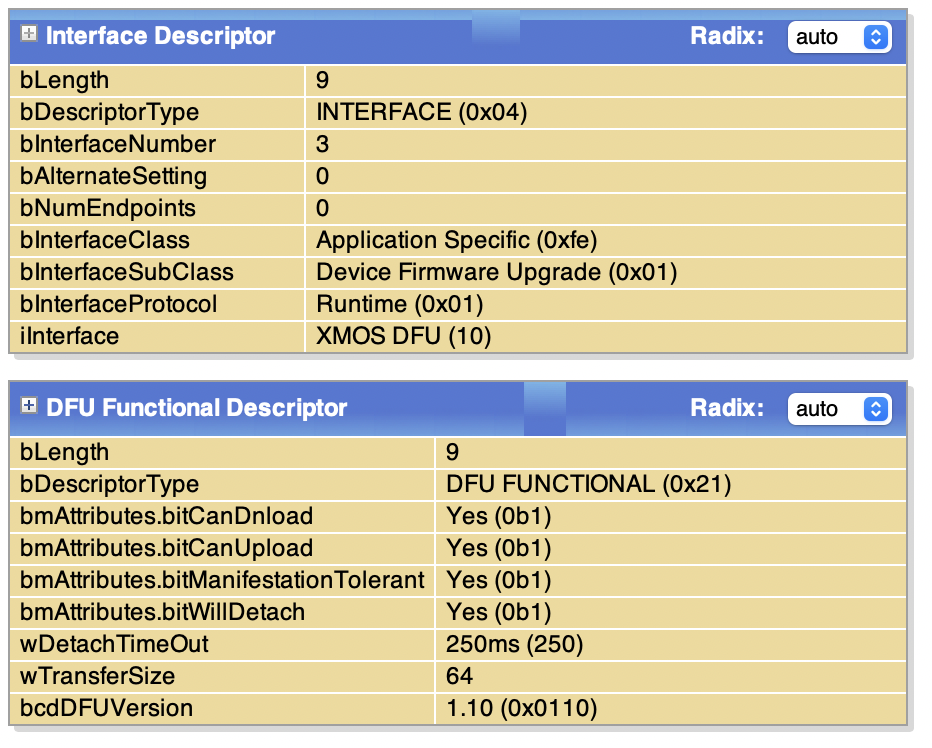 Interface Descriptor Radix: auto
bLength 9
bDescriptorType INTERFACE (0x04)
bInterfaceNumber 3
bAlternateSetting 0
bNumEndpoints 0
bInterfaceClass Application Specific (0xfe)
bInterfaceSubClass Device Firmware Upgrade (0x01)
bInterfaceProtocol Runtime (0x01)
iInterface XMOS DFU (10)
DFU Functional Descriptor Radix: auto
bLength 9
bDescriptorType DFU FUNCTIONAL (0x21)
bmAttributes.bitCanDnload Yes (0b1)
bmAttributes.bitCanUpload Yes (0b1)
bmAttributes.bitManifestationTolerant Yes (0b1)
bmAttributes.bitWillDetach Yes (0b1)
wDetachTimeOut 250ms (250)
wTransferSize 64
bcdDFUVersion 1.10 (0x0110)